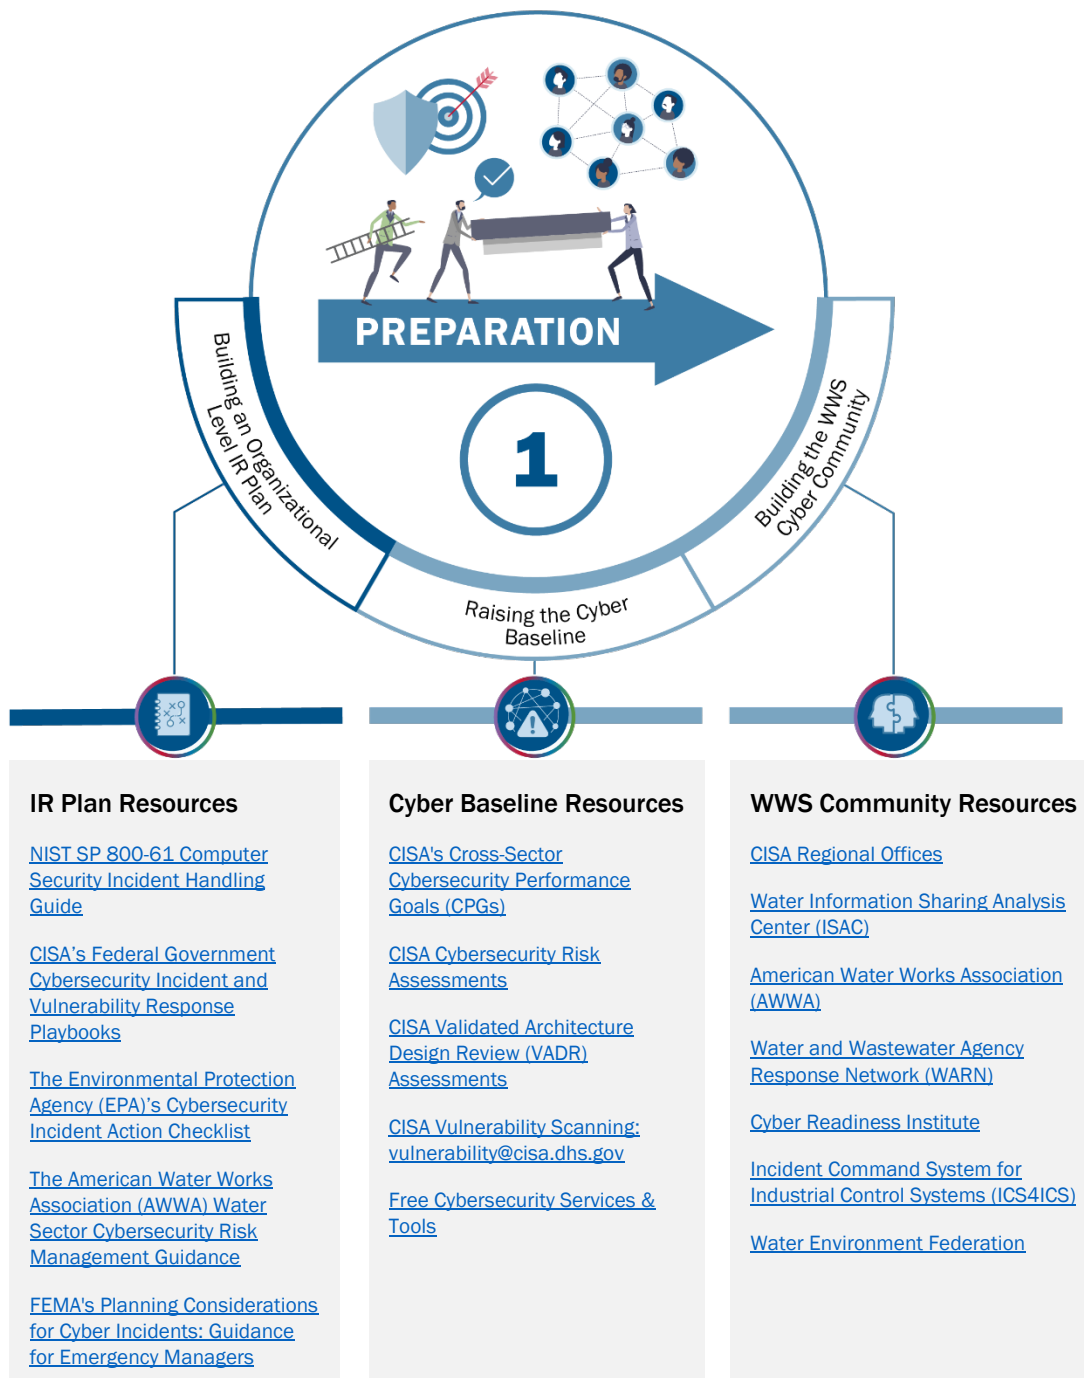 PREPARATION
1
Building an Organizational
Level IR Plan
Raising the Cyber
Baseline
Building the WWS
Cyber Community
IR Plan Resources
NIST SP 800-61 Computer
Security Incident Handling
Guide
CISA’s Federal Government
Cybersecurity Incident and
Vulnerability Response
Playbooks
The Environmental Protection
Agency (EPA)’s Cybersecurity
Incident Action Checklist
The American Water Works
Association (AWWA) Water
Sector Cybersecurity Risk
Management Guidance
FEMA's Planning Considerations
for Cyber Incidents: Guidance
for Emergency Managers
Cyber Baseline Resources
CISA's Cross-Sector
Cybersecurity Performance
Goals (CPGs)
CISA Cybersecurity Risk
Assessments
CISA Validated Architecture
Design Review (VADR)
Assessments
CISA Vulnerability Scanning:
vulnerability@cisa.dhs.gov
Free Cybersecurity Services &
Tools
WWS Community Resources
CISA Regional Offices
Water Information Sharing Analysis
Center (ISAC)
American Water Works Association
(AWWA)
Water and Wastewater Agency
Response Network (WARN)
Cyber Readiness Institute
Incident Command System for
Industrial Control Systems (ICS4ICS)
Water Environment Federation